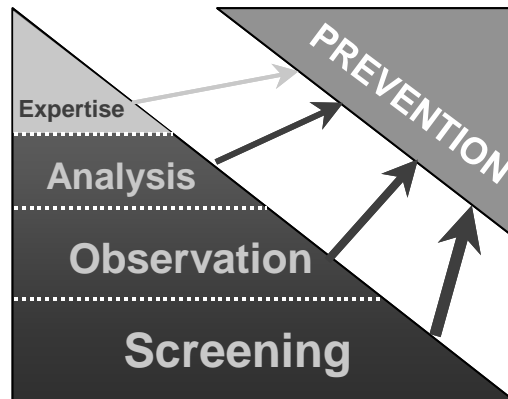 PREVENTION
Expertise
Analysis
Observation
Screening